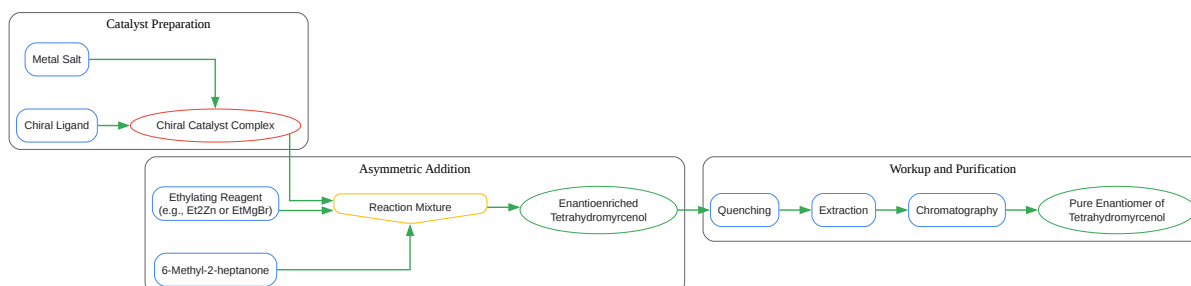 Catalyst Preparation
Metal Salt
Chiral Ligand
Chiral Catalyst Complex
Asymmetric Addition
Ethylating Reagent
(e.g., Et2Zn or EtMgBr)
Reaction Mixture
Enantioenriched
Tetrahydromyrcenol
6-Methyl-2-heptanone
Workup and Purification
Quenching
Extraction
Chromatography
Pure Enantiomer of
Tetrahydromyrcenol